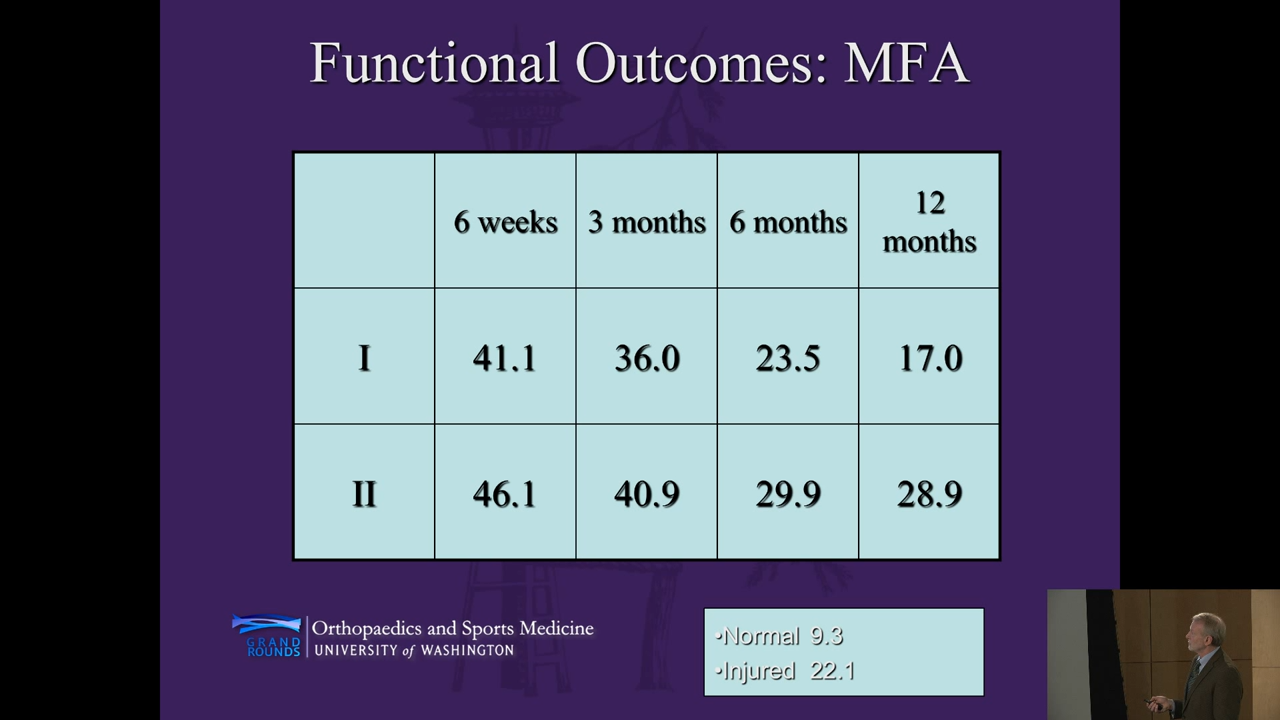 Functional Outcomes: MFA
6 weeks 3 months 6 months 12 months
I 41.1 36.0 23.5 17.0
II 46.1 40.9 29.9 28.9
GRAND ROUNDS
Orthopaedics and Sports Medicine
UNIVERSITY of WASHINGTON
•Normal 9.3
•Injured 22.1